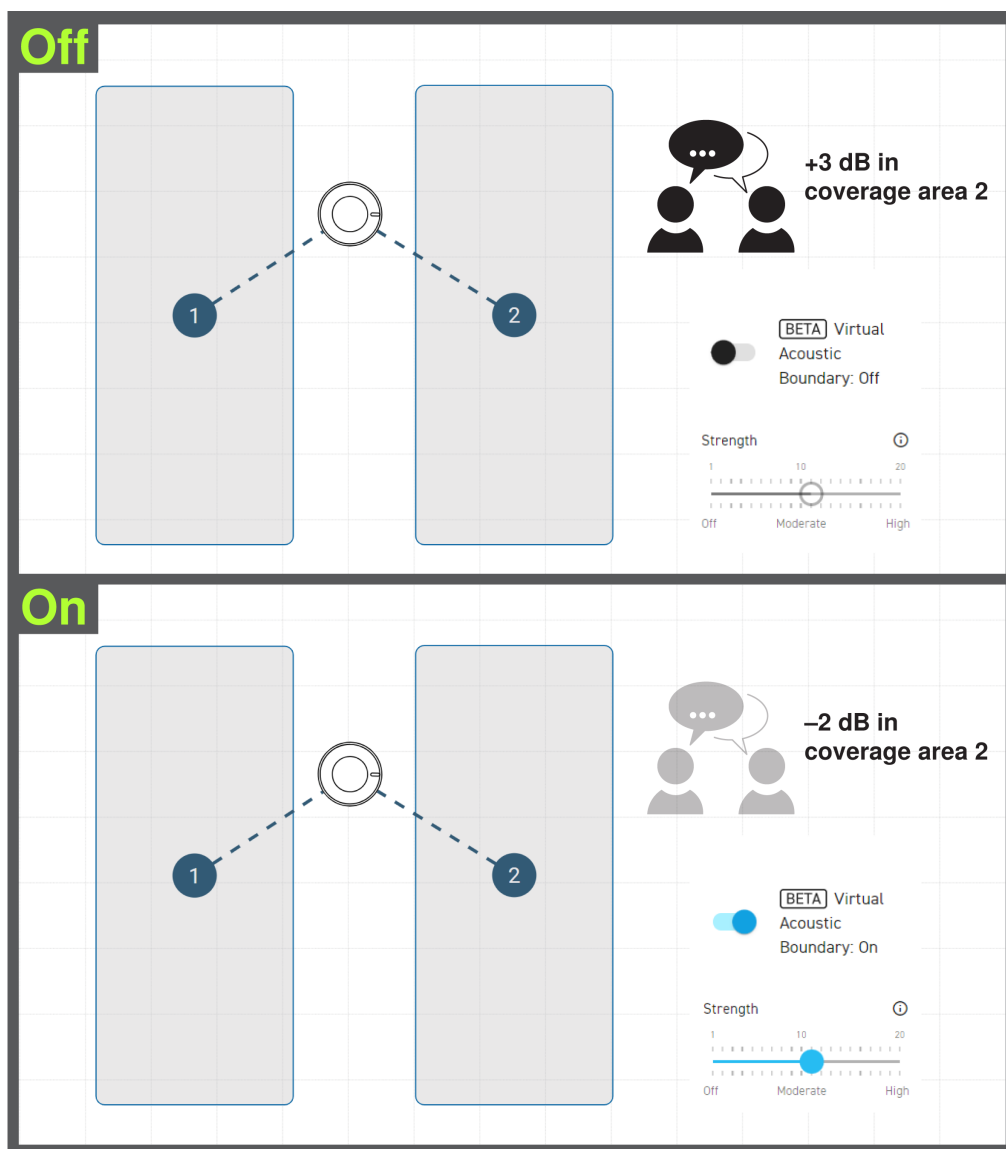 Off
+3 dB in
coverage area 2
1
2
BETA Virtual
Acoustic
Boundary: Off
Strength
1 10 20
Off Moderate High
On
–2 dB in
coverage area 2
1
2
BETA Virtual
Acoustic
Boundary: On
Strength
1 10 20
Off Moderate High